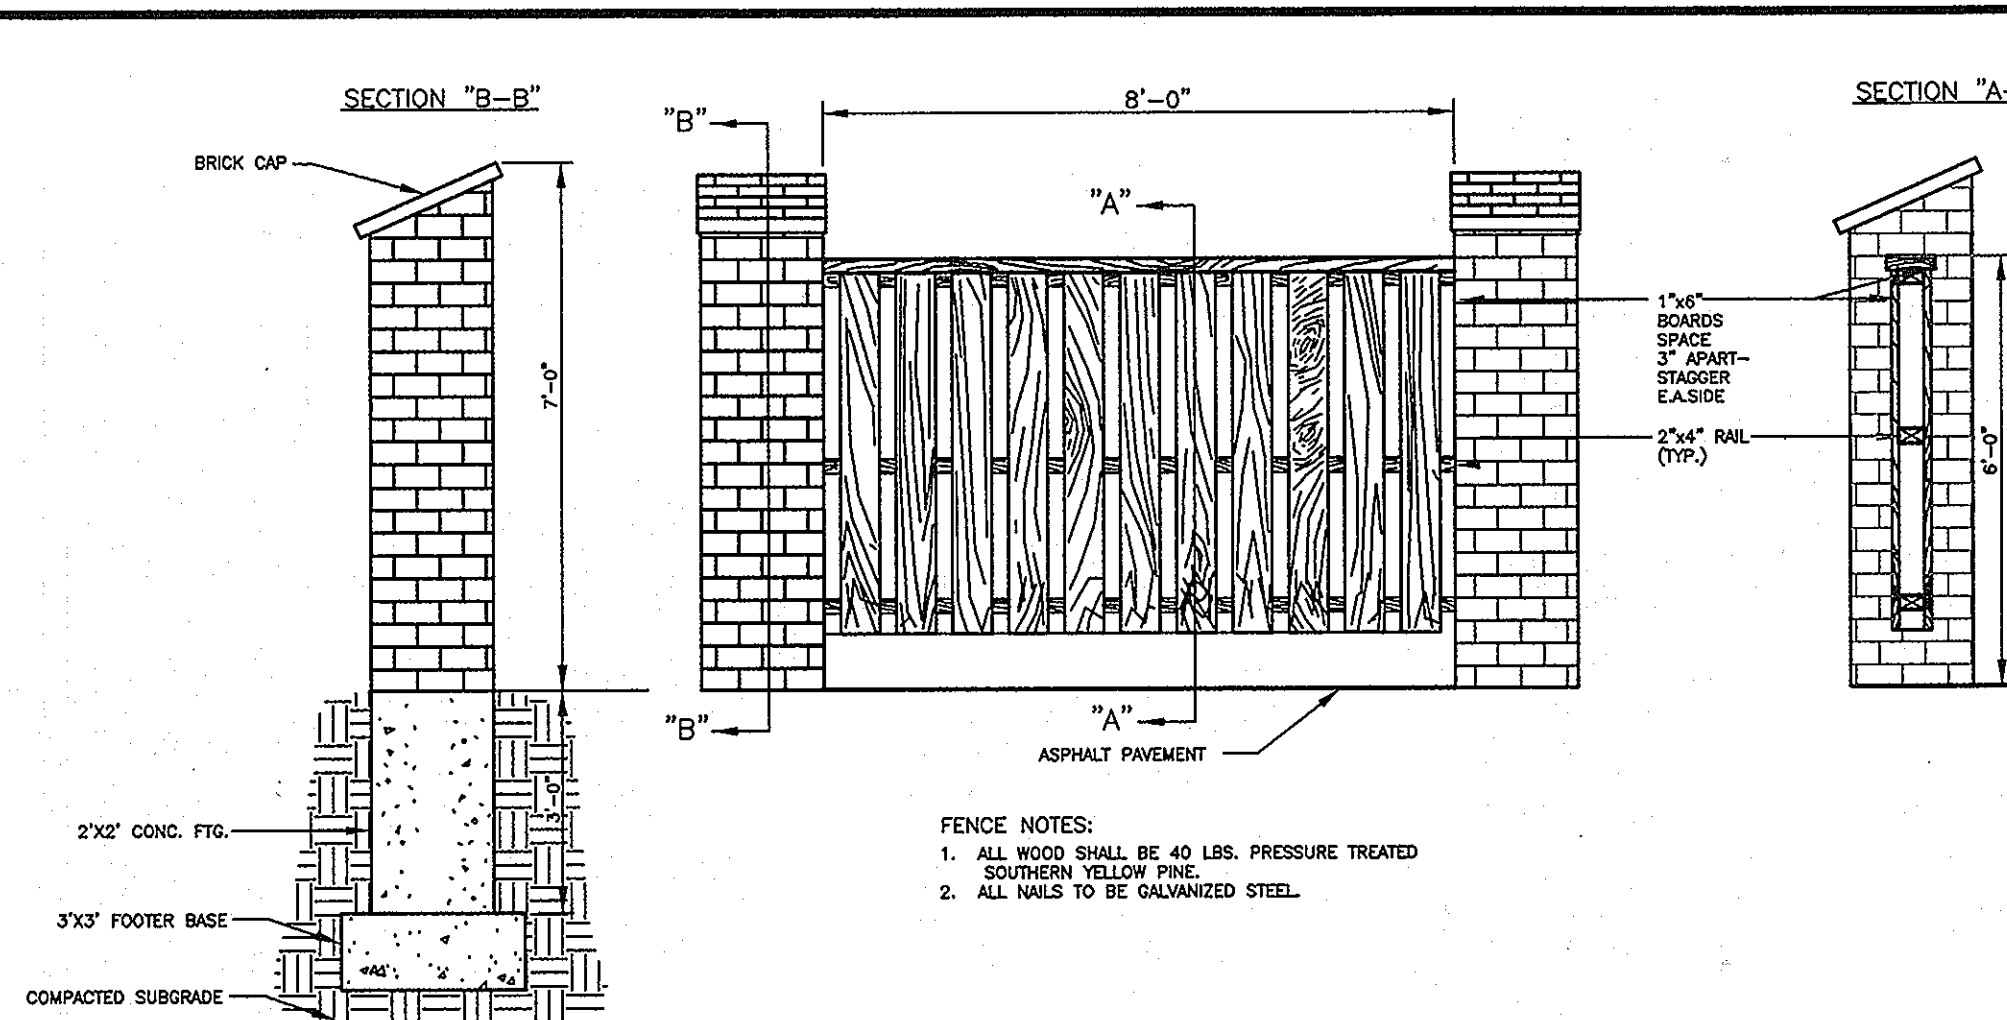 SECTION "B-B"
BRICK CAP
7'-0"
3'-0"
2'X2' CONC. FTG.
3'X3' FOOTER BASE
COMPACTED SUBGRADE
"B"
8'-0"
"A"
"B"
"A"
ASPHALT PAVEMENT
FENCE NOTES:
1. ALL WOOD SHALL BE 40 LBS. PRESSURE TREATED
SOUTHERN YELLOW PINE.
2. ALL NAILS TO BE GALVANIZED STEEL.
1"x6"
BOARDS
SPACE
3" APART-
STAGGER
E.A.SIDE
2"x4" RAIL
(TYP.)
SECTION "A-
6'-0"